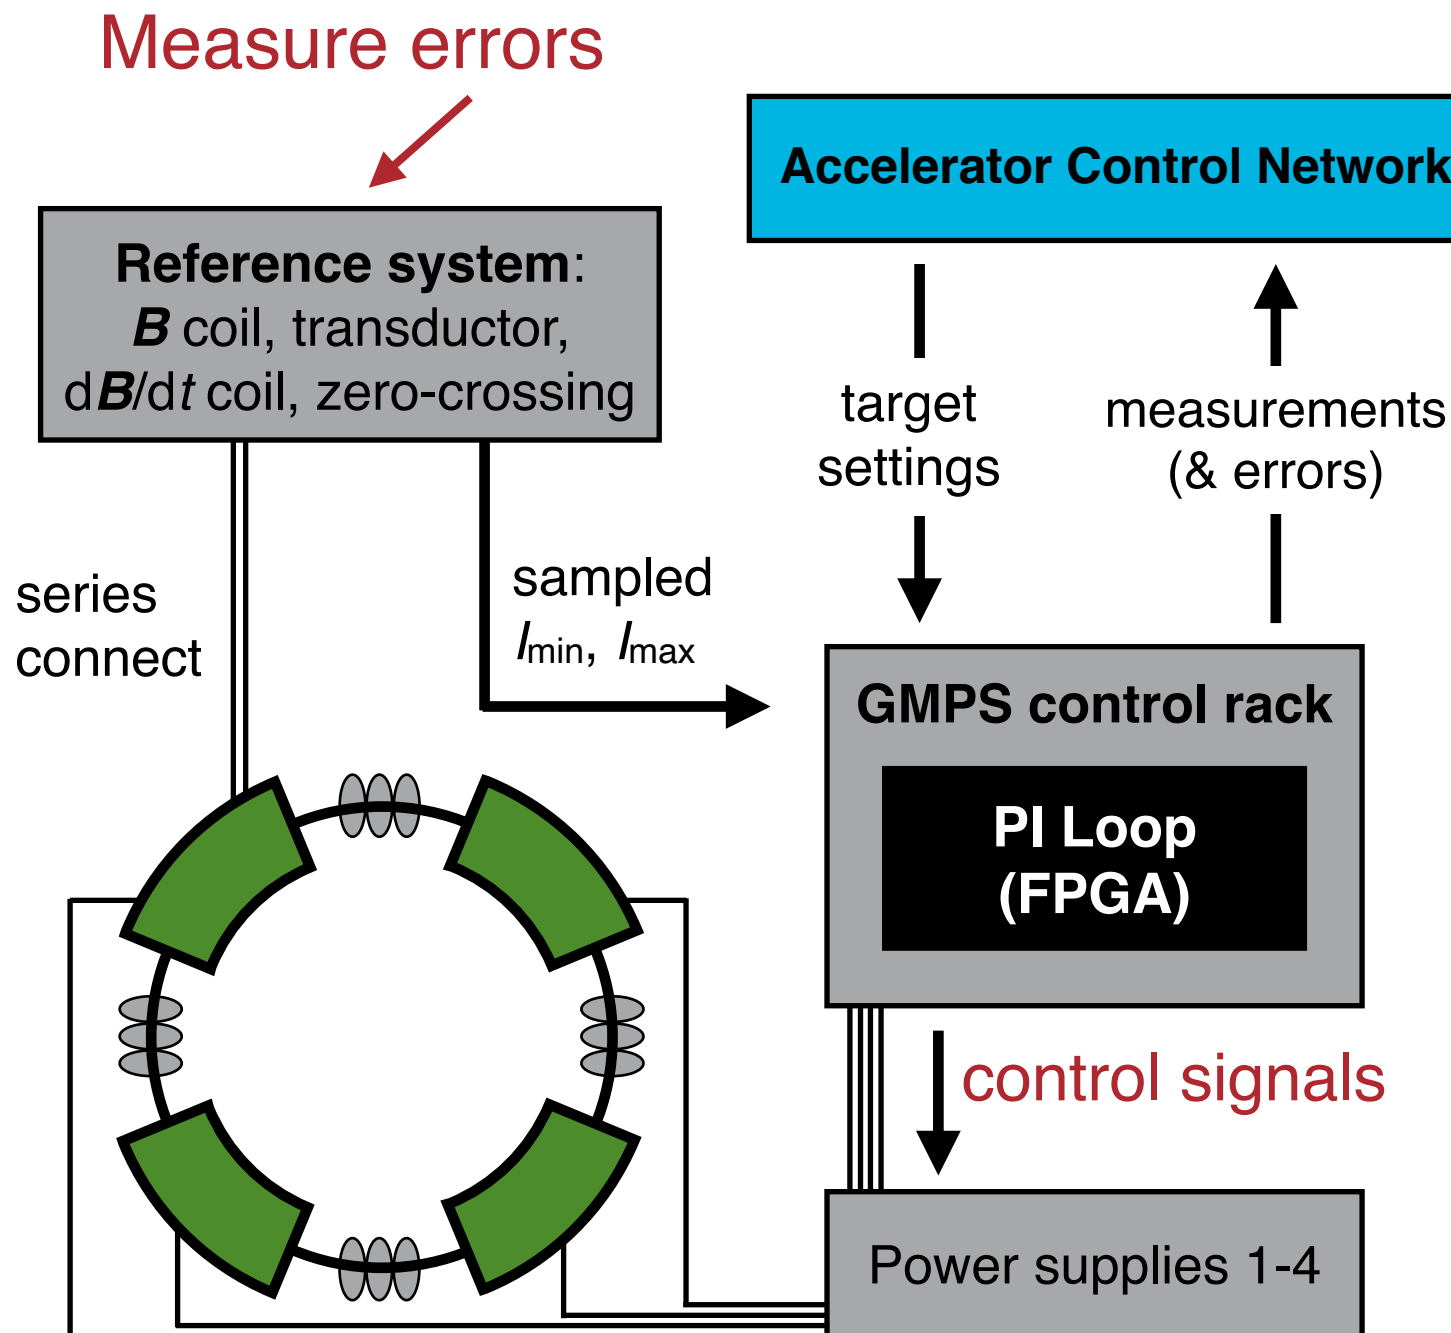 Measure errors
Accelerator Control Network
Reference system:
B coil, transductor,
dB/dt coil, zero-crossing
target
settings
measurements
(& errors)
series
connect
sampled
Imin, Imax
GMPS control rack
PI Loop
(FPGA)
control signals
Power supplies 1-4